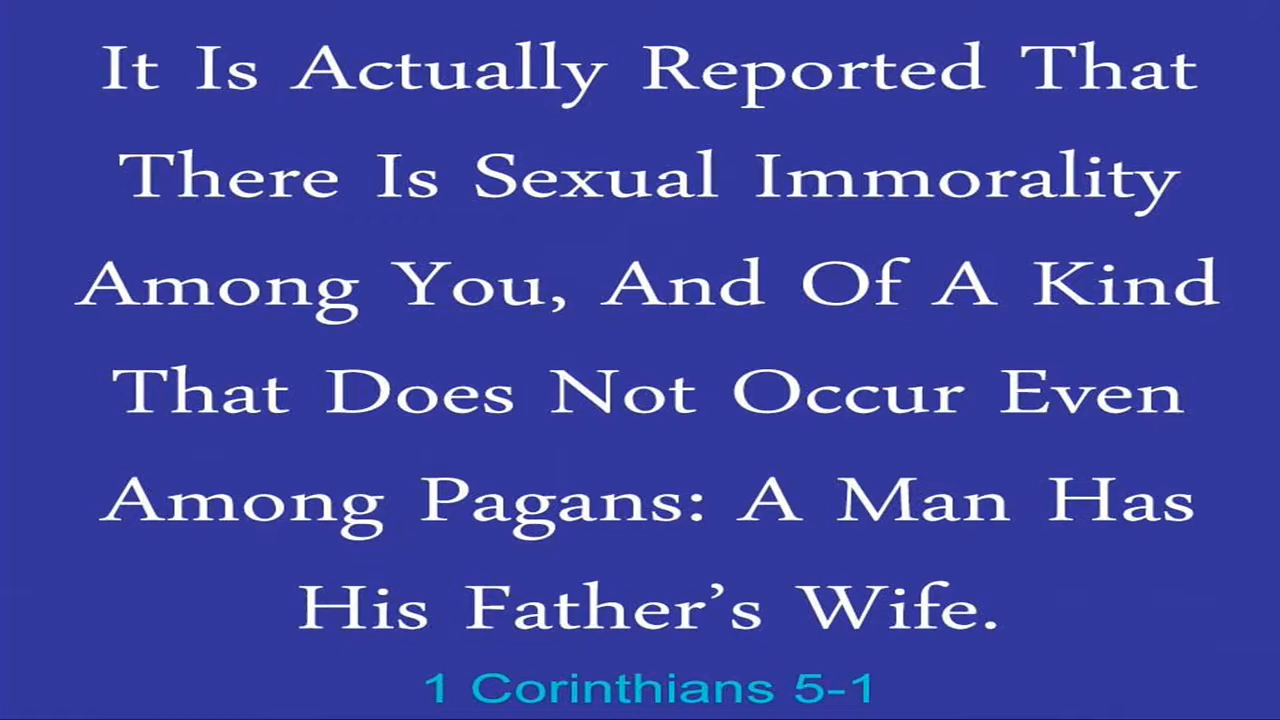 It Is Actually Reported That
There Is Sexual Immorality
Among You, And Of A Kind
That Does Not Occur Even
Among Pagans: A Man Has
His Father’s Wife.
1 Corinthians 5-1